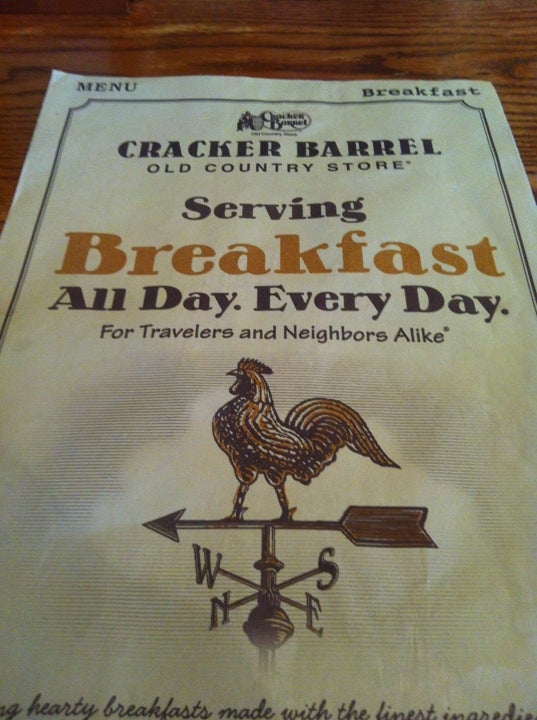 MENU
Breakfast
Cracker
Barrel
Old Country Store
CRACKER BARREL
OLD COUNTRY STORE®
Serving
Breakfast
All Day. Every Day.
For Travelers and Neighbors Alike®
W S
N E
hearty breakfasts made with the finest